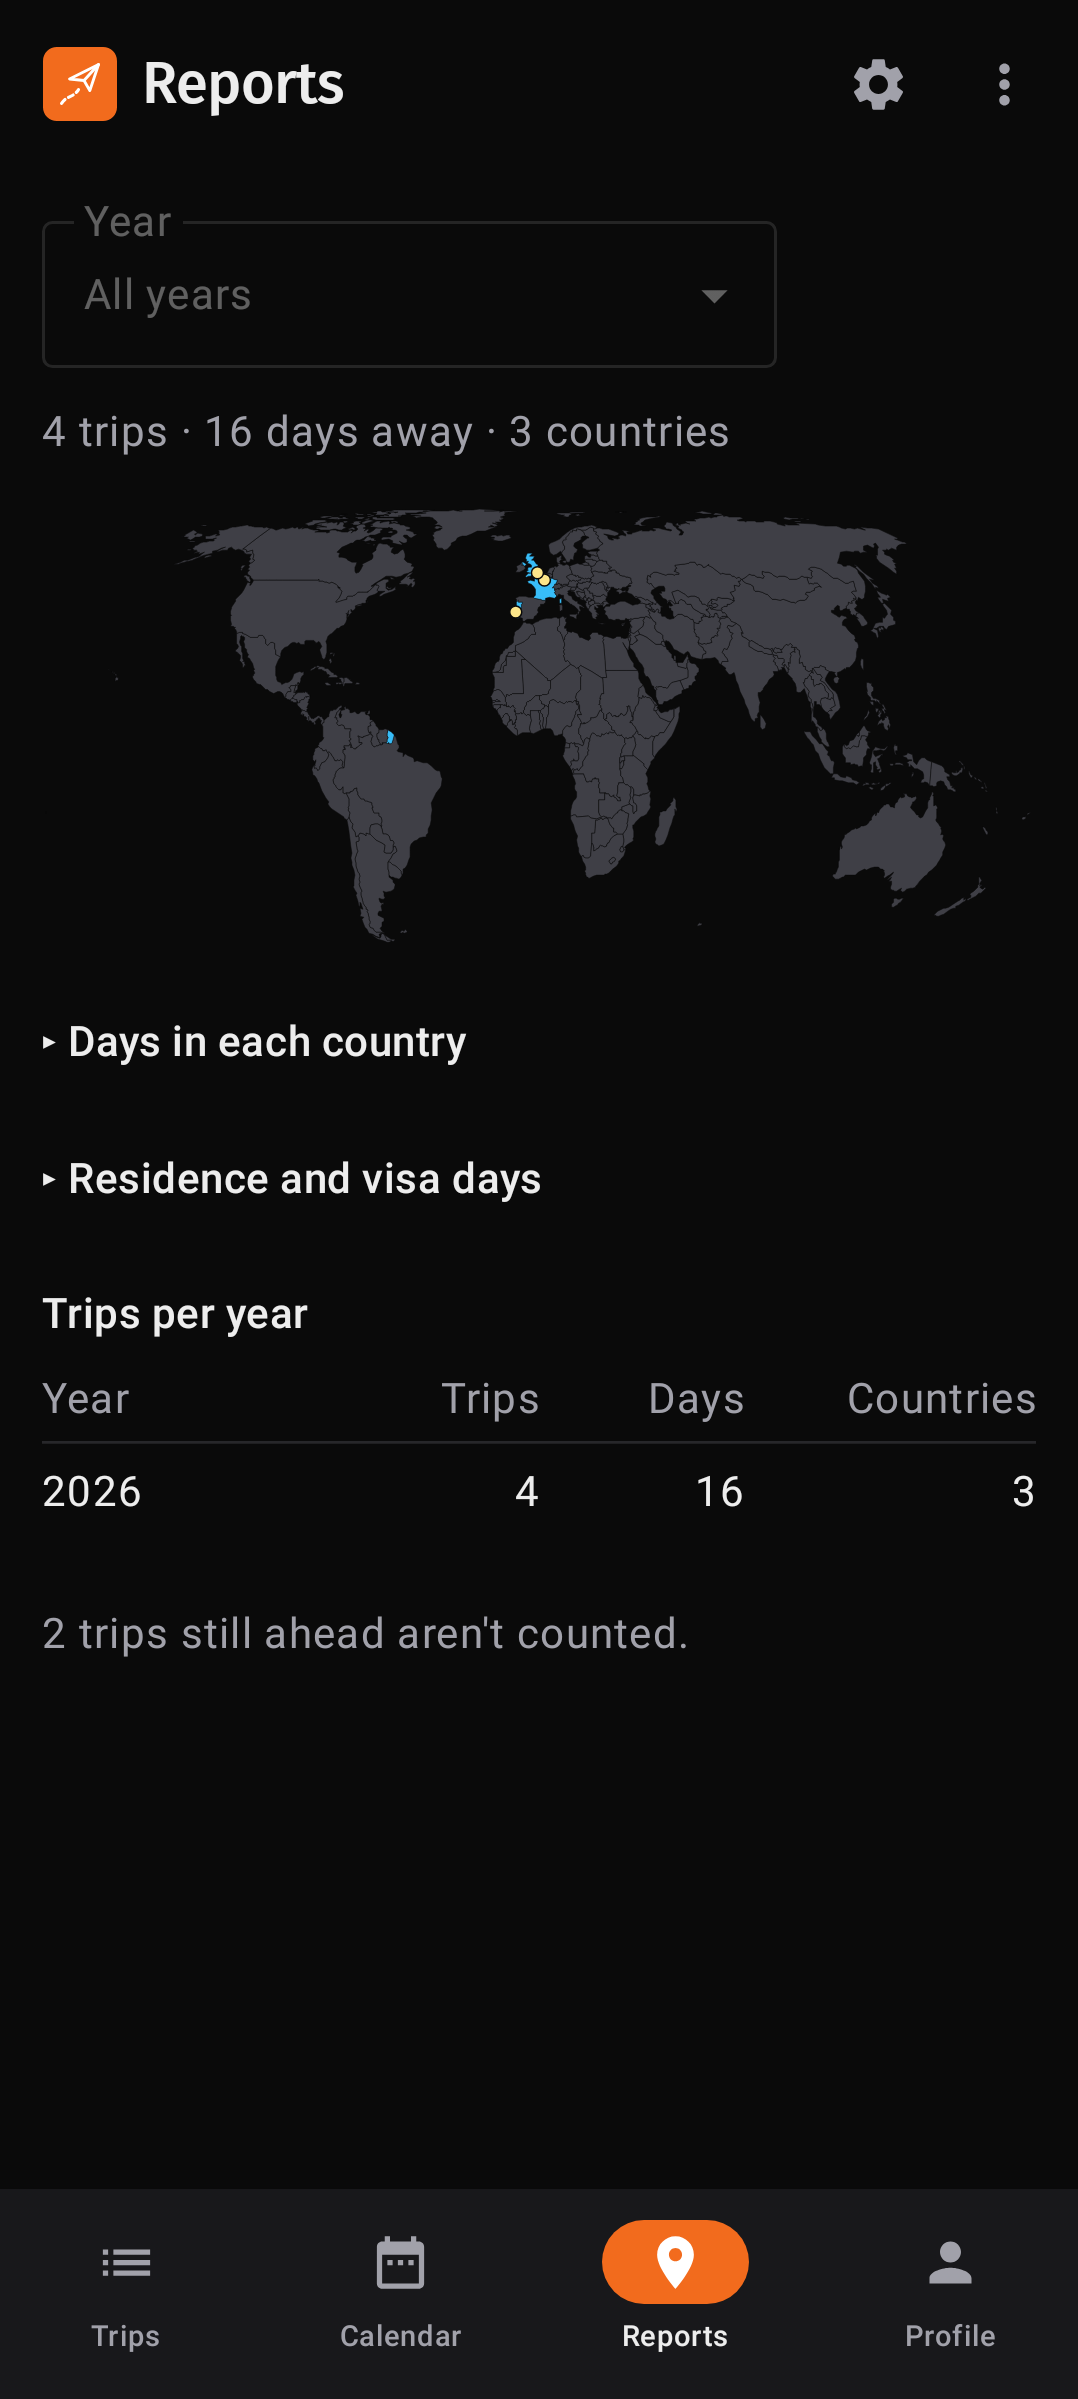 Reports
Year
All years
4 trips · 16 days away · 3 countries
▸ Days in each country
▸ Residence and visa days
Trips per year
Year Trips Days Countries
2026 4 16 3
2 trips still ahead aren't counted.
Trips Calendar Reports Profile